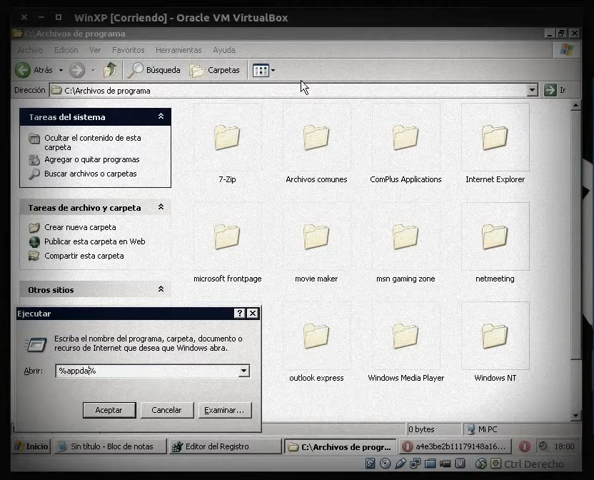 WinXP [Corriendo] - Oracle VM VirtualBox
C:\Archivos de programa
Archivo Edición Ver Favoritos Herramientas Ayuda
Atrás Búsqueda Carpetas
Dirección C:\Archivos de programa Ir
Tareas del sistema
Ocultar el contenido de esta
carpeta
Agregar o quitar programas
Buscar archivos o carpetas
Tareas de archivo y carpeta
Crear nueva carpeta
Publicar esta carpeta en Web
Compartir esta carpeta
Otros sitios
7-Zip Archivos comunes ComPlus Applications Internet Explorer
microsoft frontpage movie maker msn gaming zone netmeeting
outlook express Windows Media Player Windows NT
Ejecutar
Escriba el nombre del programa, carpeta, documento o
recurso de Internet que desea que Windows abra.
Abrir: %appda%
Aceptar Cancelar Examinar...
0 bytes Mi PC
Inicio Sin título - Bloc de notas Editor del Registro C:\Archivos de progr... a4e3be2b11179148a16... 18:00
Ctrl Derecho